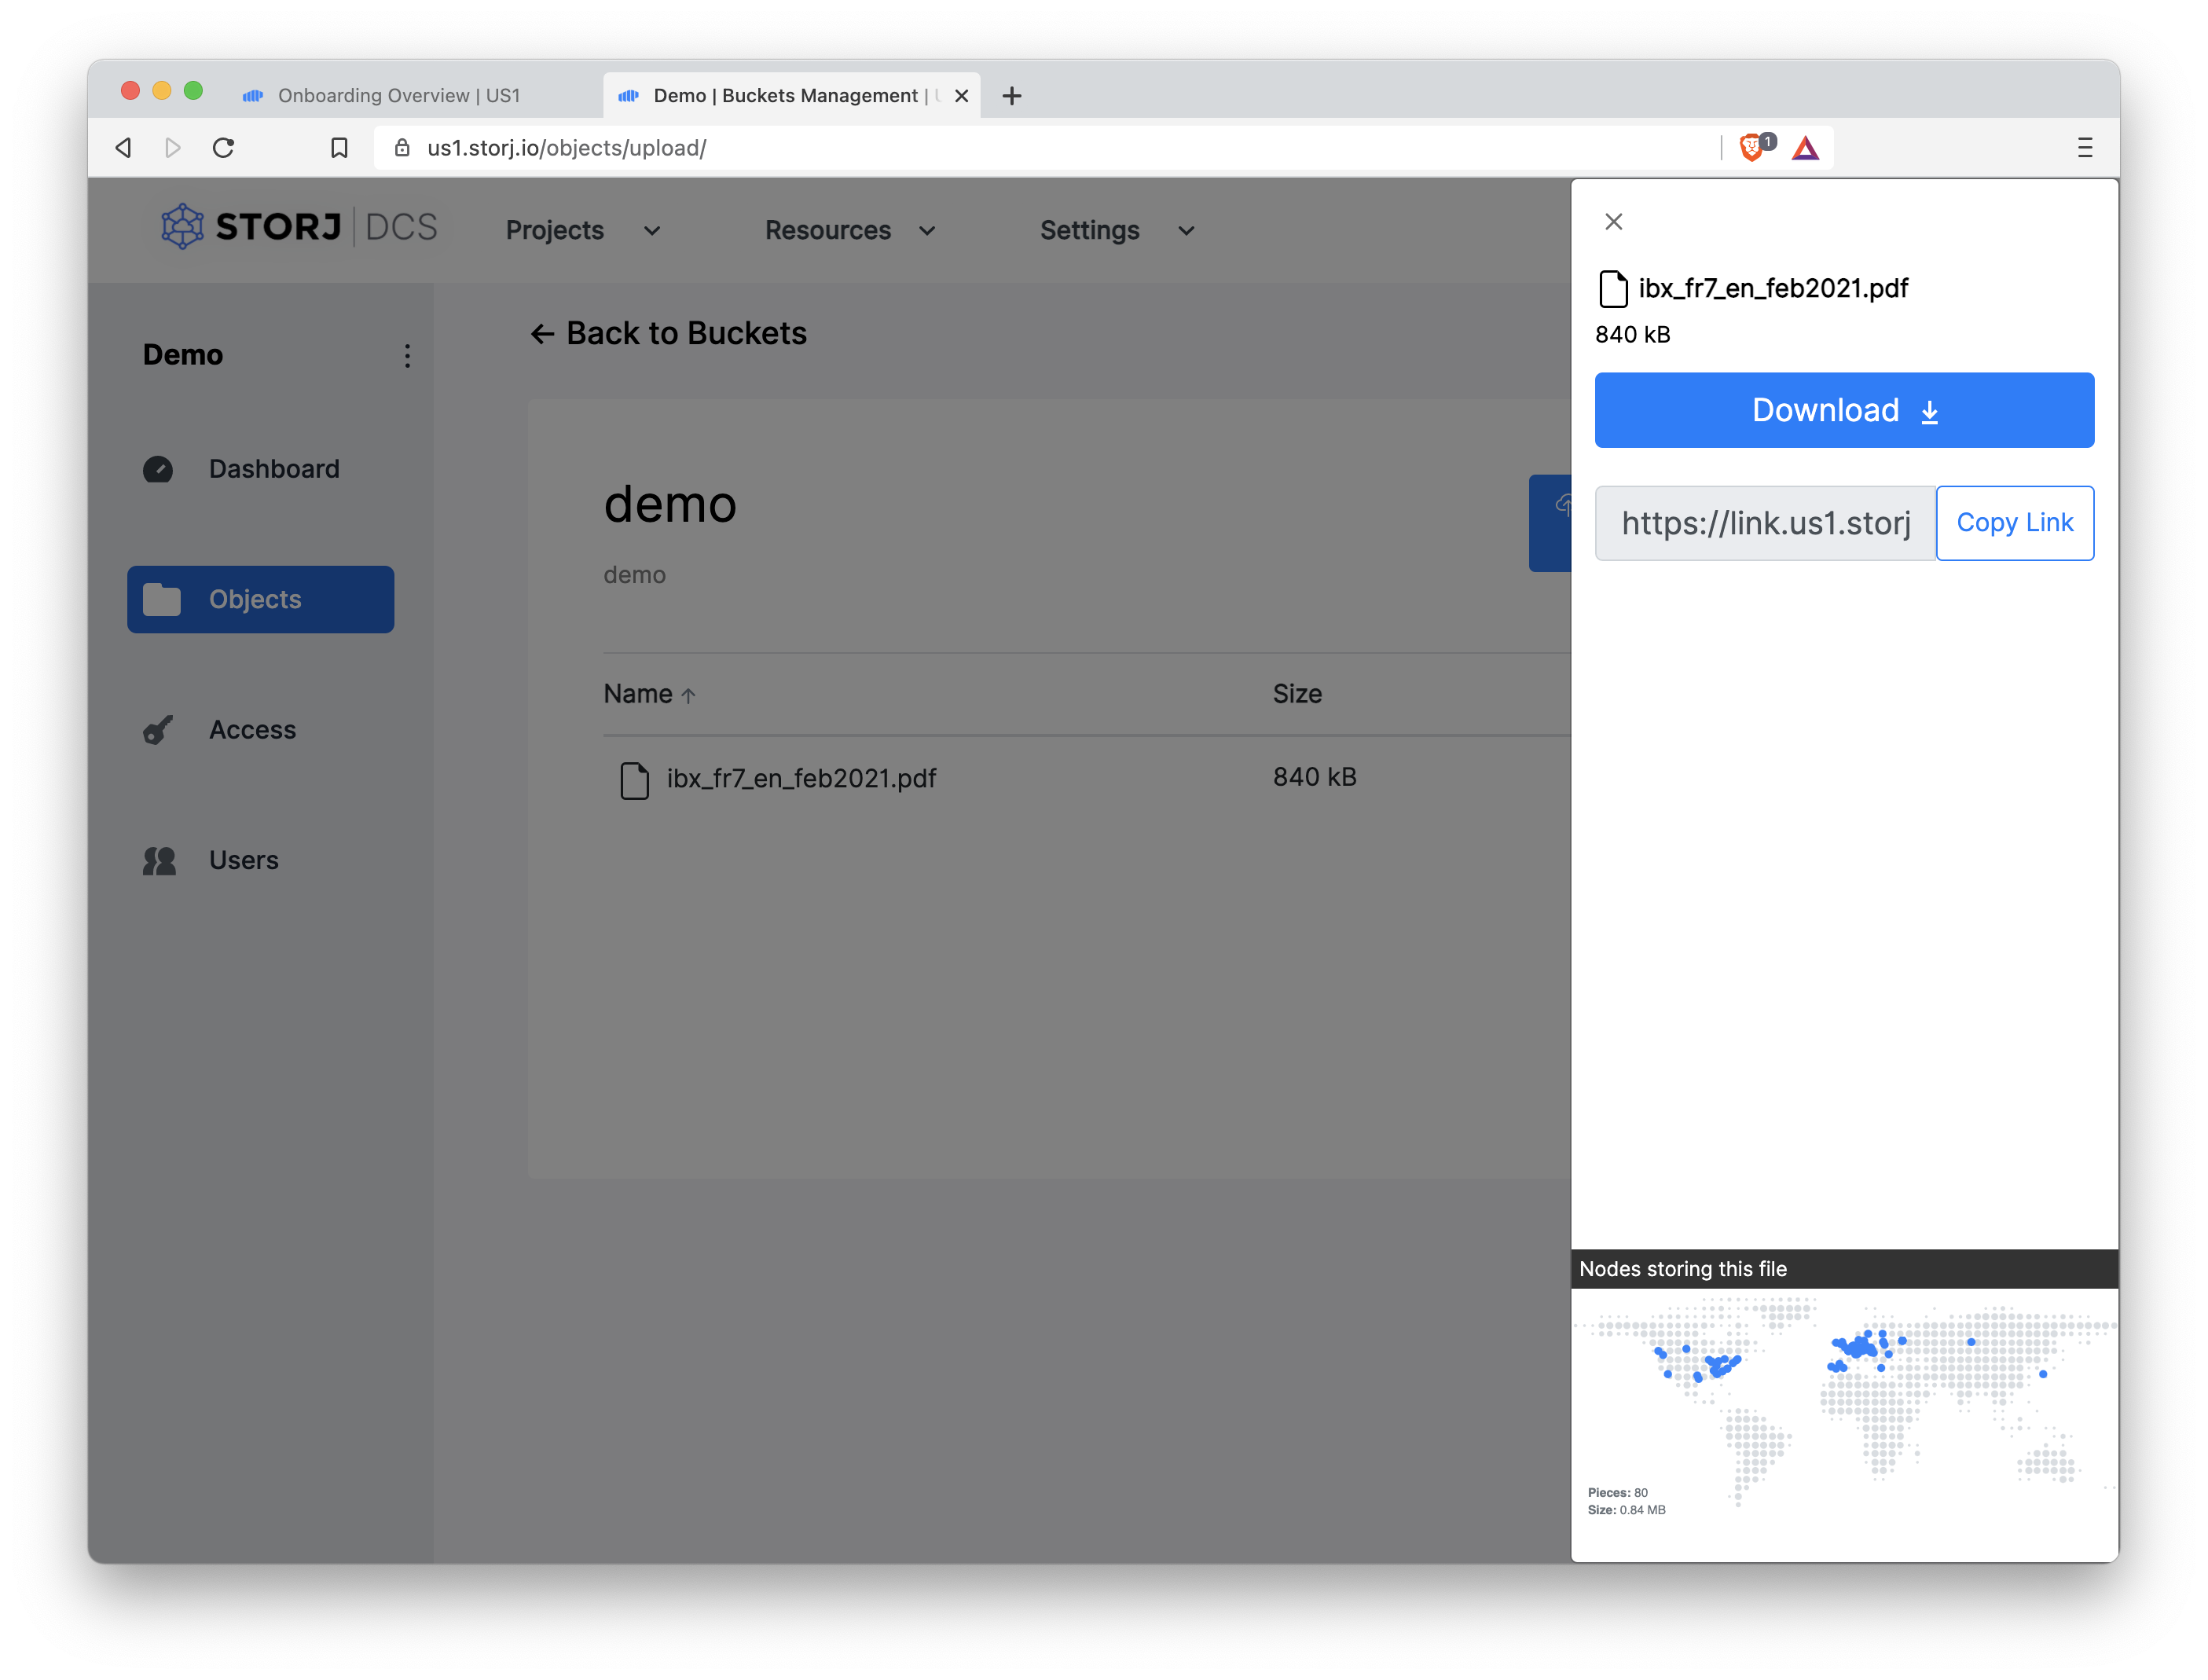 Onboarding Overview | US1
Demo | Buckets Management |
us1.storj.io/objects/upload/
1
STORJ DCS
Projects
Resources
Settings
Demo
Dashboard
Objects
Access
Users
← Back to Buckets
demo
demo
Name ↑
Size
ibx_fr7_en_feb2021.pdf
840 kB
ibx_fr7_en_feb2021.pdf
840 kB
Download
https://link.us1.storj
Copy Link
Nodes storing this file
Pieces: 80
Size: 0.84 MB